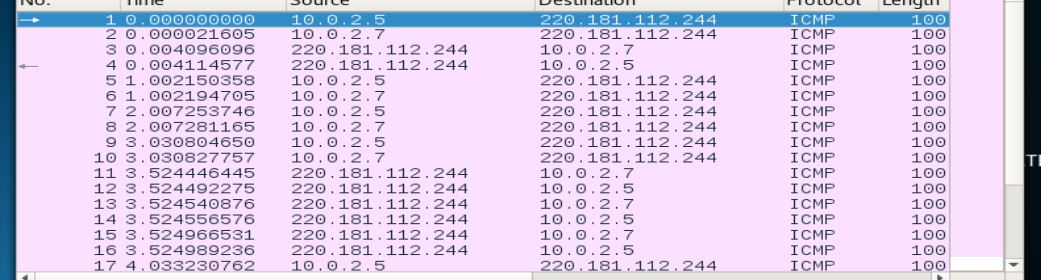 No. Time Source Destination Protocol Length
1 0.000000000 10.0.2.5 220.181.112.244 ICMP 100
2 0.000021605 10.0.2.7 220.181.112.244 ICMP 100
3 0.004096096 220.181.112.244 10.0.2.7 ICMP 100
4 0.004114577 220.181.112.244 10.0.2.5 ICMP 100
5 1.002150358 10.0.2.5 220.181.112.244 ICMP 100
6 1.002194705 10.0.2.7 220.181.112.244 ICMP 100
7 2.007253746 10.0.2.5 220.181.112.244 ICMP 100
8 2.007281165 10.0.2.7 220.181.112.244 ICMP 100
9 3.030804650 10.0.2.5 220.181.112.244 ICMP 100
10 3.030827757 10.0.2.7 220.181.112.244 ICMP 100
11 3.524446445 220.181.112.244 10.0.2.7 ICMP 100
12 3.524492275 220.181.112.244 10.0.2.5 ICMP 100
13 3.524540876 220.181.112.244 10.0.2.7 ICMP 100
14 3.524556576 220.181.112.244 10.0.2.5 ICMP 100
15 3.524966531 220.181.112.244 10.0.2.7 ICMP 100
16 3.524989236 220.181.112.244 10.0.2.5 ICMP 100
17 4.033230762 10.0.2.5 220.181.112.244 ICMP 100